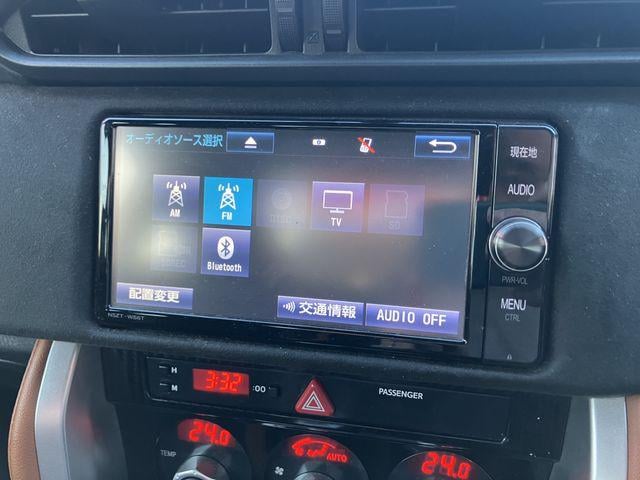 オーディオソース選択
現在地
AUDIO
AM
FM
DISC
TV
SD
Bluetooth
PWR·VOL
配置変更
交通情報
AUDIO OFF
MENU
CTRL
NSZT-W66T
H
M
3:32
:00
PASSENGER
24.0
TEMP
AUTO
24.0